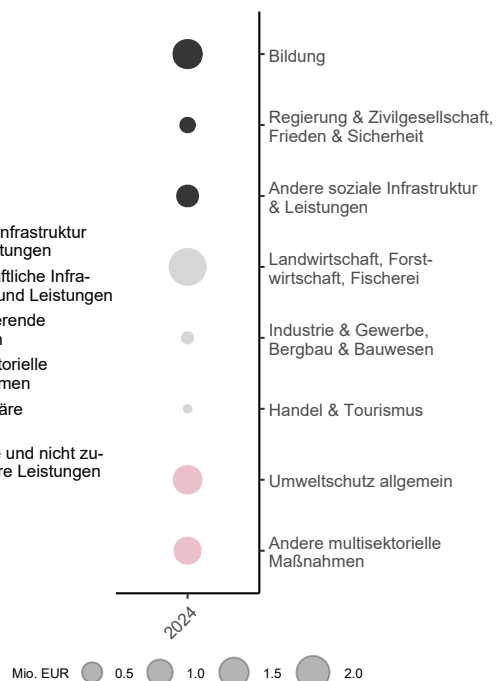 Bildung
Regierung & Zivilgesellschaft,
Frieden & Sicherheit
Andere soziale Infrastruktur
& Leistungen
Landwirtschaft, Forst-
wirtschaft, Fischerei
Industrie & Gewerbe,
Bergbau & Bauwesen
Handel & Tourismus
Umweltschutz allgemein
Andere multisektorielle
Maßnahmen
nfrastruktur
tungen
ftliche Infra-
und Leistungen
erende
n
torielle
men
äre
e und nicht zu-
re Leistungen
2024
Mio. EUR 0.5 1.0 1.5 2.0